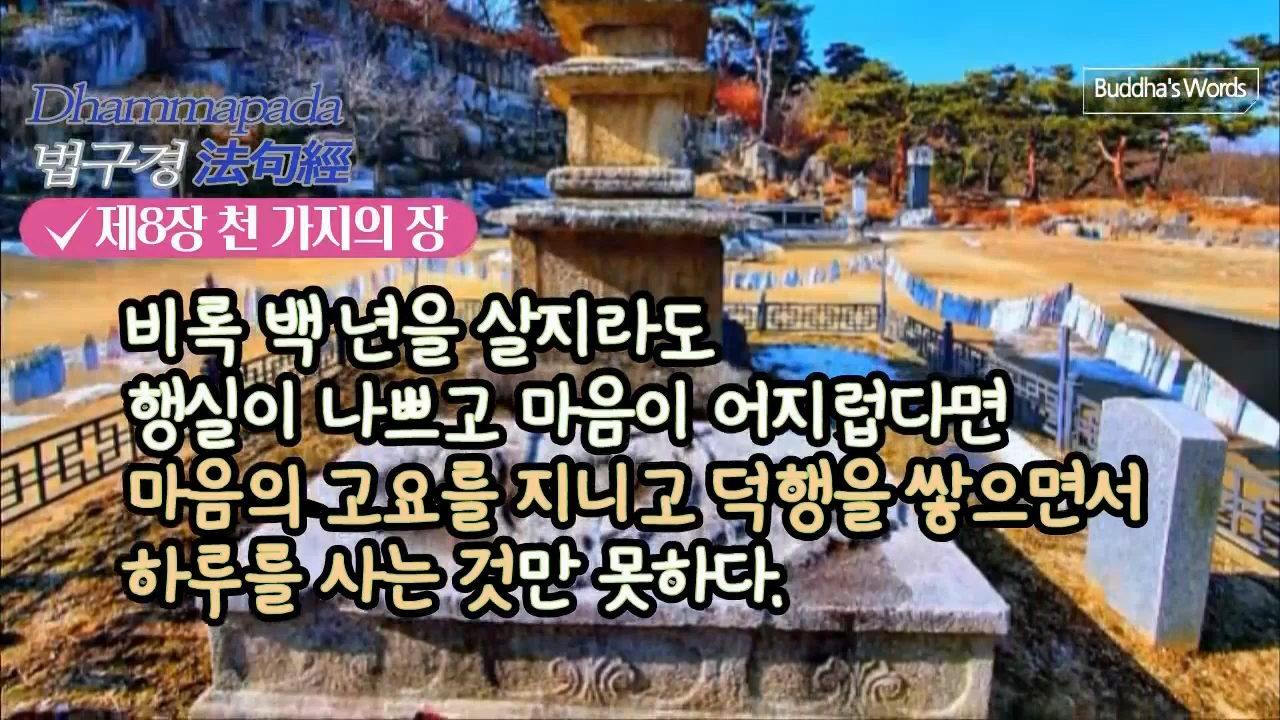 Dhammapada
법구경 法句經
Buddha's Words
제8장 천 가지의 장
비록 백 년을 살지라도
행실이 나쁘고 마음이 어지럽다면
마음의 고요를 지니고 덕행을 쌓으면서
하루를 사는 것만 못하다.